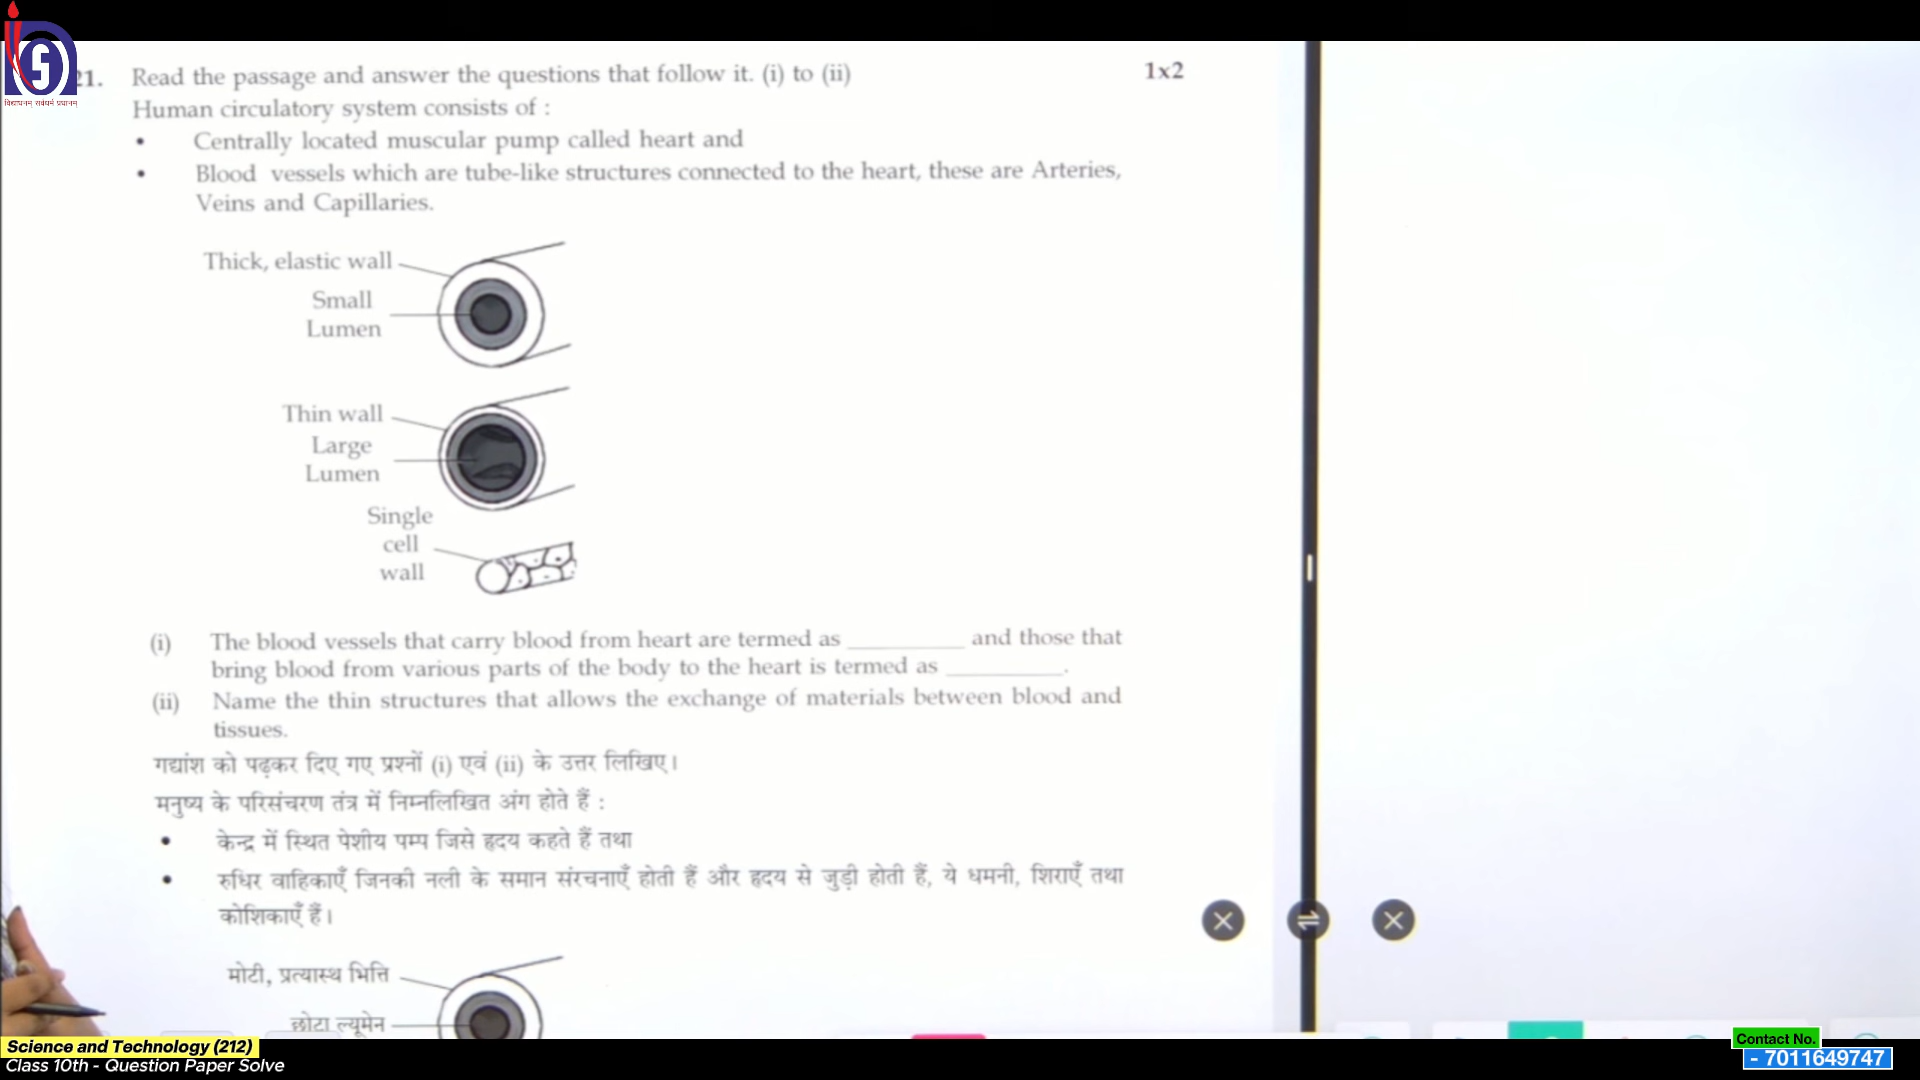 विद्याधनम् सर्वधर्म प्रधानम्
21. Read the passage and answer the questions that follow it. (i) to (ii) 1x2
Human circulatory system consists of :
• Centrally located muscular pump called heart and
• Blood vessels which are tube-like structures connected to the heart, these are Arteries,
Veins and Capillaries.
Thick, elastic wall
Small
Lumen
Thin wall
Large
Lumen
Single
cell
wall
(i) The blood vessels that carry blood from heart are termed as __________ and those that
bring blood from various parts of the body to the heart is termed as __________.
(ii) Name the thin structures that allows the exchange of materials between blood and
tissues.
गद्यांश को पढ़कर दिए गए प्रश्नों (i) एवं (ii) के उत्तर लिखिए।
मनुष्य के परिसंचरण तंत्र में निम्नलिखित अंग होते हैं :
• केन्द्र में स्थित पेशीय पम्प जिसे हृदय कहते हैं तथा
• रुधिर वाहिकाएँ जिनकी नली के समान संरचनाएँ होती हैं और हृदय से जुड़ी होती हैं, ये धमनी, शिराएँ तथा
कोशिकाएँ हैं।
मोटी, प्रत्यास्थ भित्ति
छोटा ल्यूमेन
Science and Technology (212)
Class 10th - Question Paper Solve
Contact No.
- 7011649747